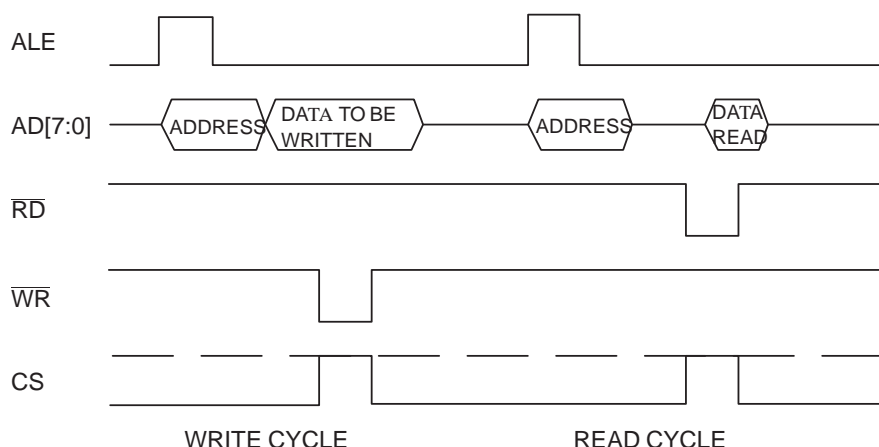 ALE
AD[7:0]
ADDRESS
DATA TO BE
WRITTEN
ADDRESS
DATA
READ
RD
WR
CS
WRITE CYCLE
READ CYCLE